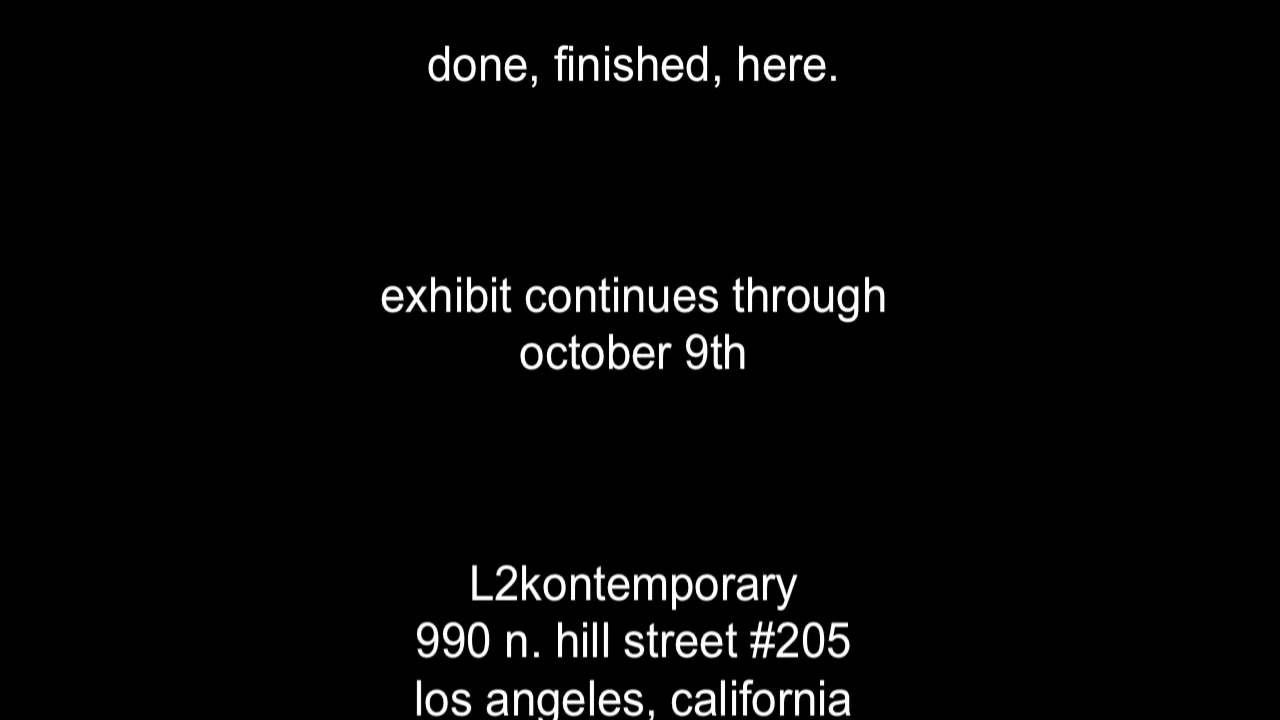 done, finished, here.
exhibit continues through
october 9th
L2kontemporary
990 n. hill street #205
los angeles, california